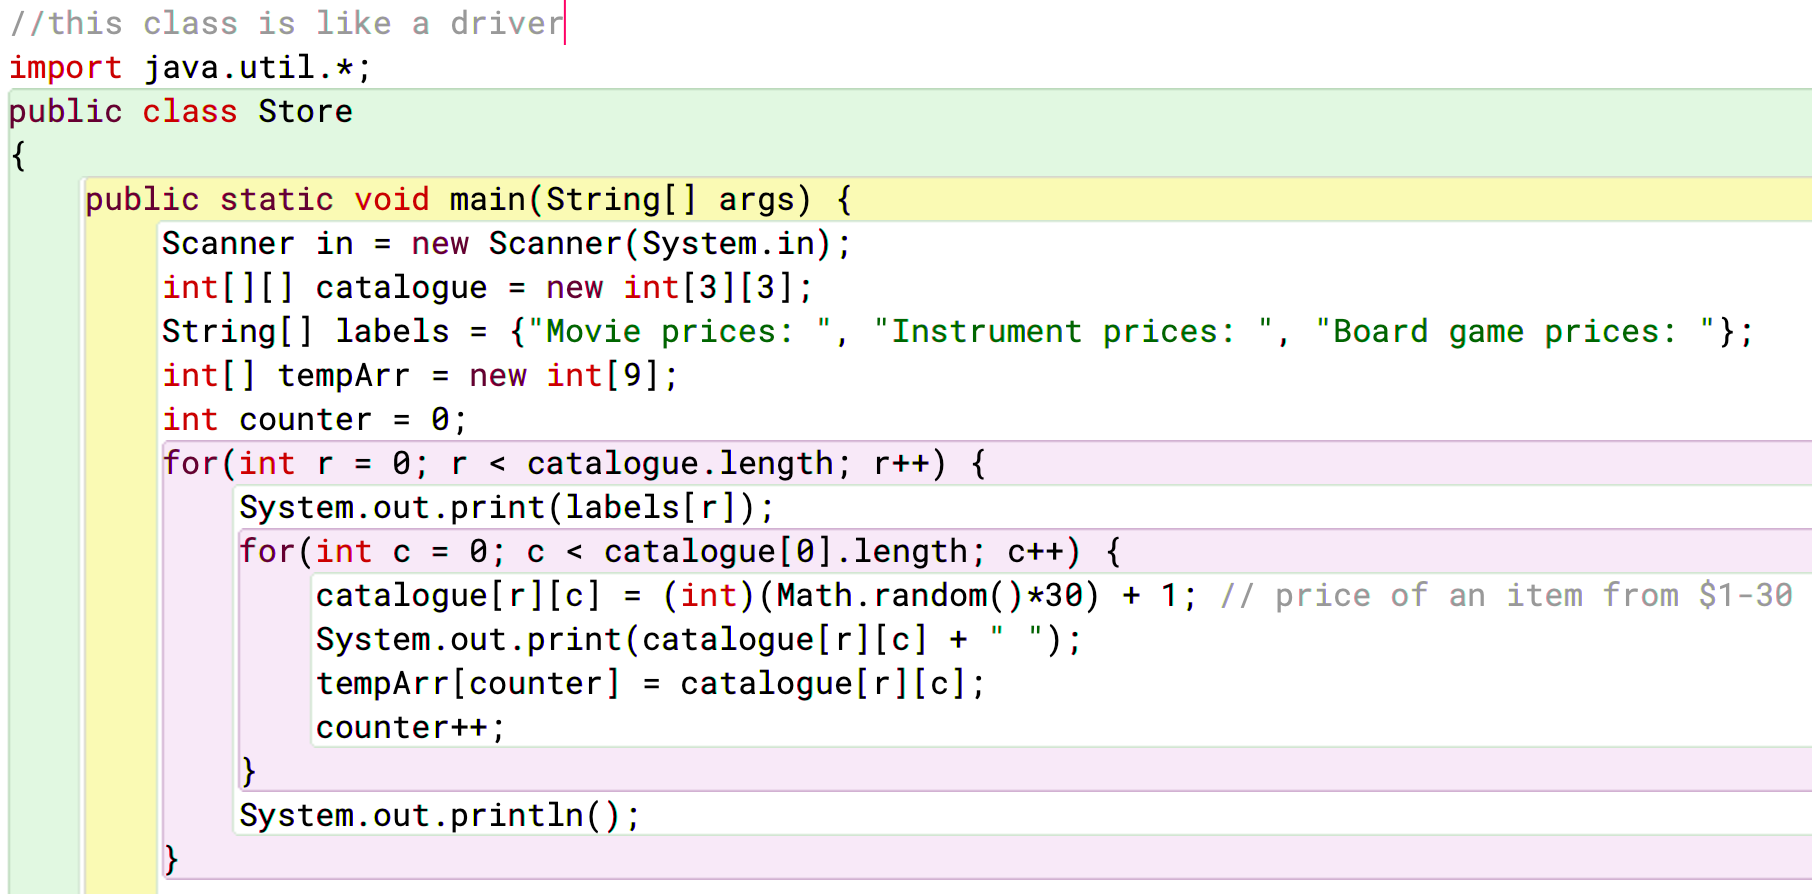 //this class is like a driver
import java.util.*;
public class Store
{
public static void main(String[] args) {
Scanner in = new Scanner(System.in);
int[][] catalogue = new int[3][3];
String[] labels = {"Movie prices: ", "Instrument prices: ", "Board game prices: "};
int[] tempArr = new int[9];
int counter = 0;
for(int r = 0; r < catalogue.length; r++) {
System.out.print(labels[r]);
for(int c = 0; c < catalogue[0].length; c++) {
catalogue[r][c] = (int)(Math.random()*30) + 1; // price of an item from $1-30
System.out.print(catalogue[r][c] + " ");
tempArr[counter] = catalogue[r][c];
counter++;
}
System.out.println();
}